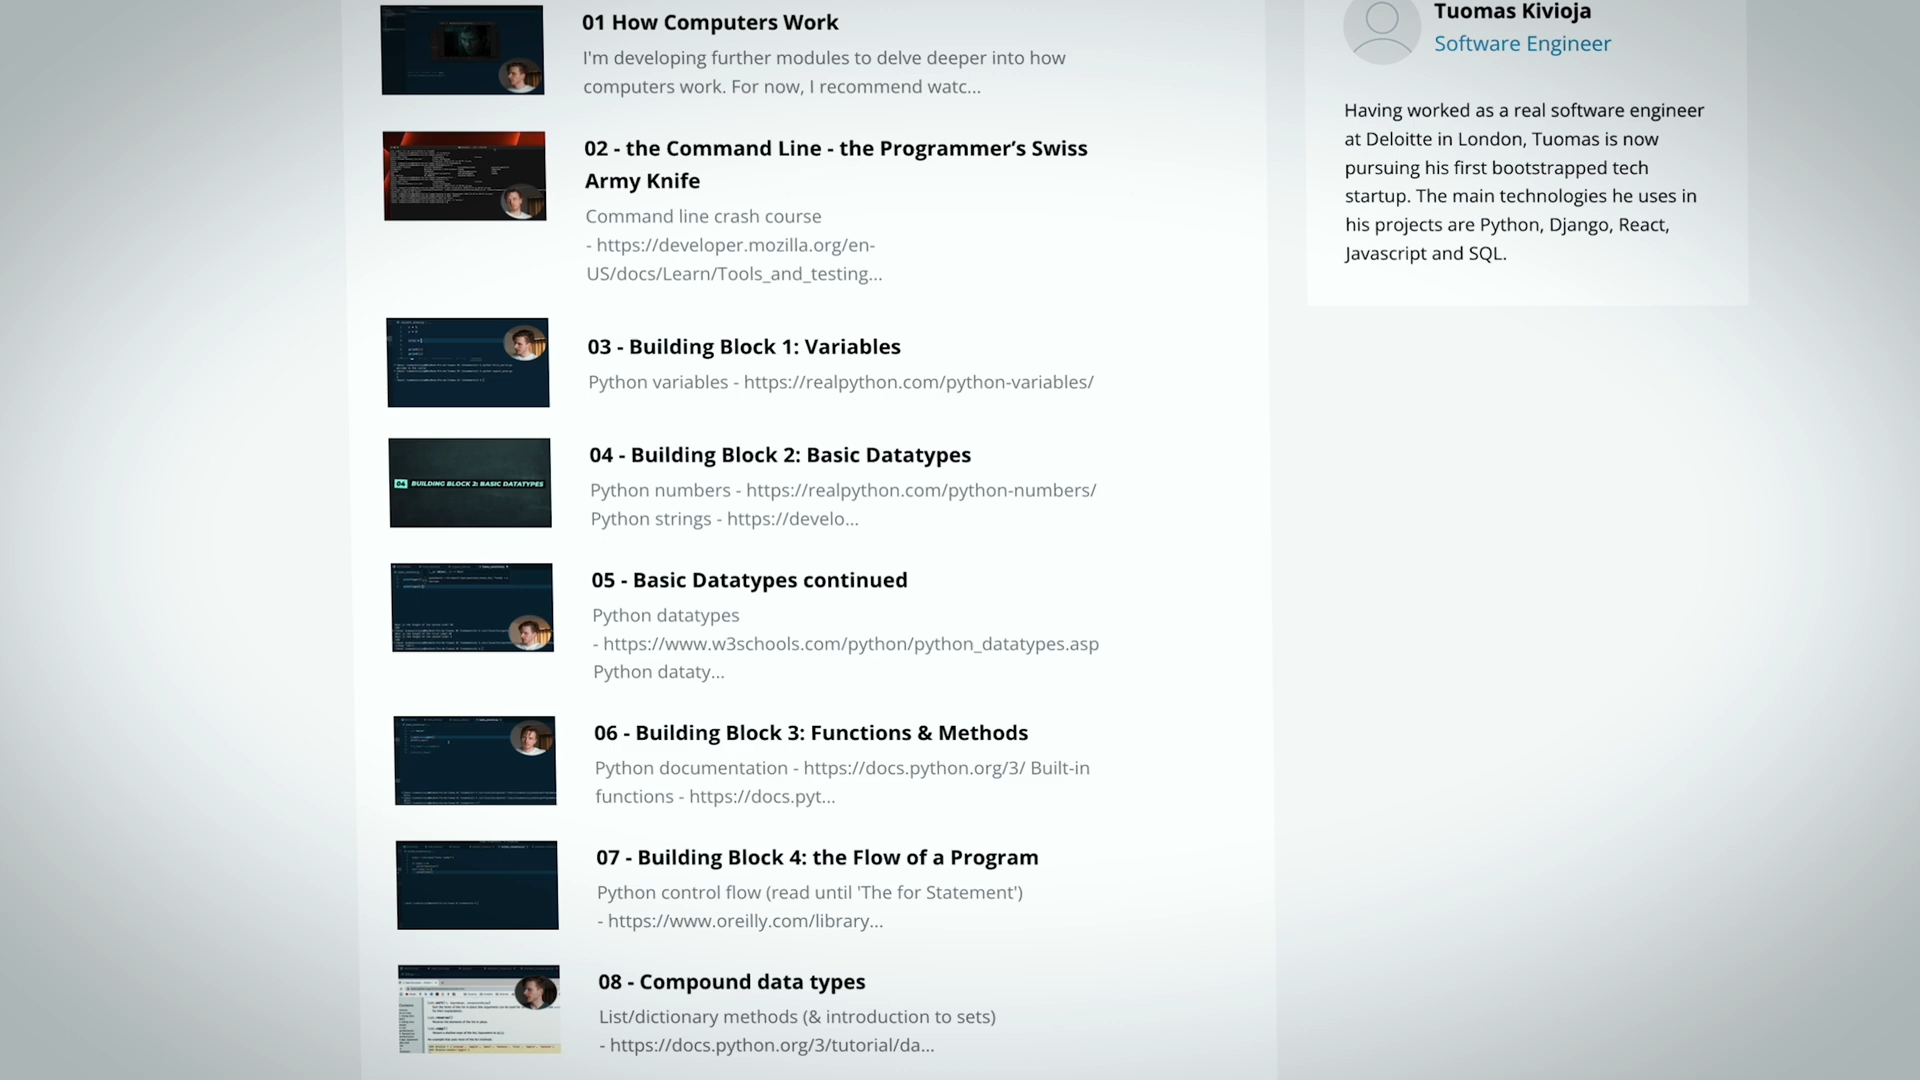 01 How Computers Work
I'm developing further modules to delve deeper into how
computers work. For now, I recommend watc...
02 - the Command Line - the Programmer’s Swiss
Army Knife
Command line crash course
- https://developer.mozilla.org/en-
US/docs/Learn/Tools_and_testing...
03 - Building Block 1: Variables
Python variables - https://realpython.com/python-variables/
04 BUILDING BLOCK 2: BASIC DATATYPES
04 - Building Block 2: Basic Datatypes
Python numbers - https://realpython.com/python-numbers/
Python strings - https://develo...
05 - Basic Datatypes continued
Python datatypes
- https://www.w3schools.com/python/python_datatypes.asp
Python dataty...
06 - Building Block 3: Functions & Methods
Python documentation - https://docs.python.org/3/ Built-in
functions - https://docs.pyt...
07 - Building Block 4: the Flow of a Program
Python control flow (read until 'The for Statement')
- https://www.oreilly.com/library...
08 - Compound data types
List/dictionary methods (& introduction to sets)
- https://docs.python.org/3/tutorial/da...
Tuomas Kivioja
Software Engineer
Having worked as a real software engineer
at Deloitte in London, Tuomas is now
pursuing his first bootstrapped tech
startup. The main technologies he uses in
his projects are Python, Django, React,
Javascript and SQL.